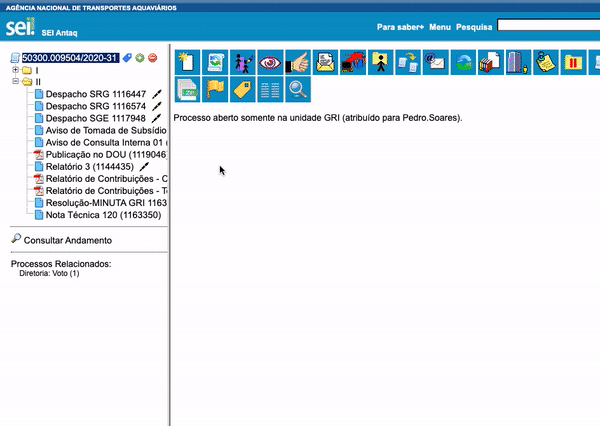 AGÊNCIA NACIONAL DE TRANSPORTES AQUAVIÁRIOS
sei!
SEI Antaq
Para saber+ Menu Pesquisa
50300.009504/2020-31
I
II
Despacho SRG 1116447
Despacho SRG 1116574
Despacho SGE 1117948
Aviso de Tomada de Subsídio
Aviso de Consulta Interna 01 (
Publicação no DOU (1119046)
Relatório 3 (1144435)
Relatório de Contribuições - C
Relatório de Contribuições - T
Resolução-MINUTA GRI 1163
Nota Técnica 120 (1163350)
Consultar Andamento
Processos Relacionados:
Diretoria: Voto (1)
Processo aberto somente na unidade GRI (atribuído para Pedro.Soares).